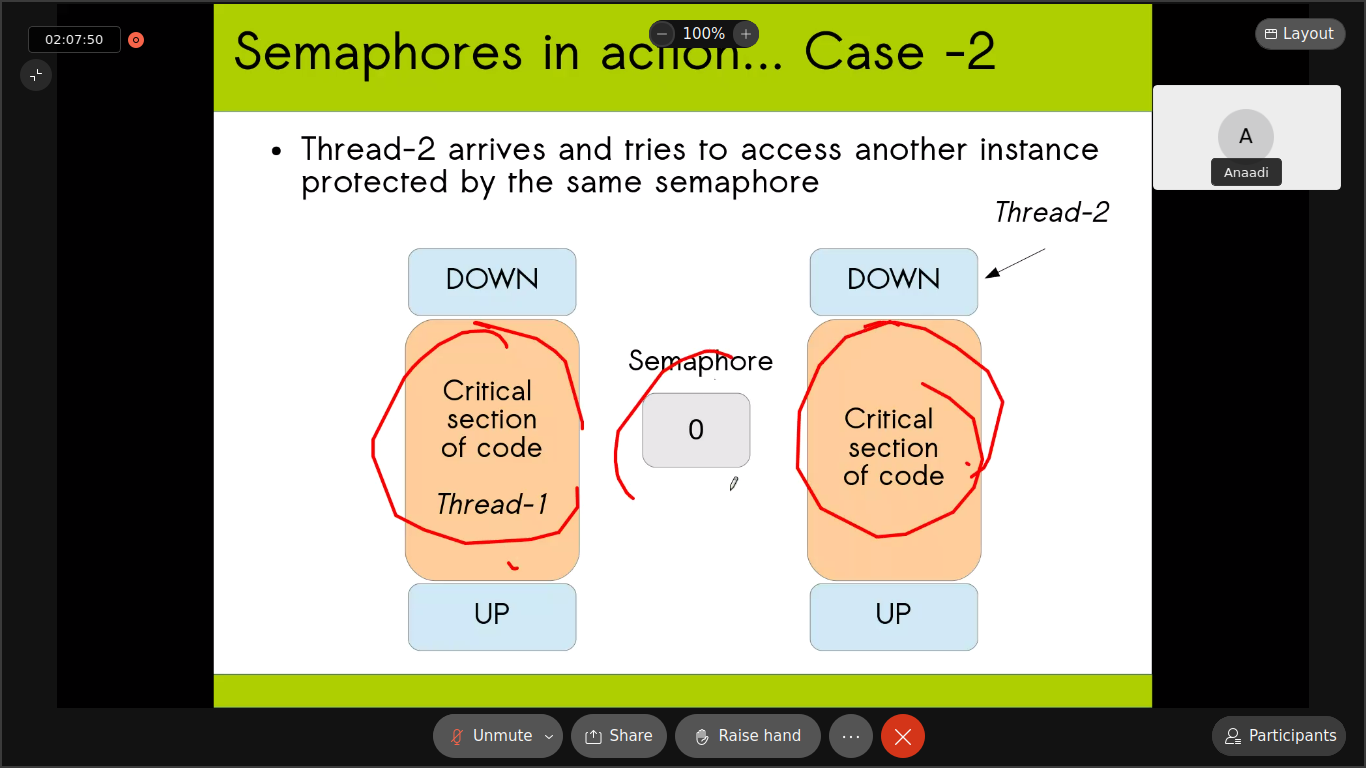 02:07:50
100%
Layout
Semaphores in action... Case -2
A
Anaadi
• Thread-2 arrives and tries to access another instance
protected by the same semaphore
Thread-2
DOWN
DOWN
Semaphore
0
Critical
section
of code
Thread-1
Critical
section
of code
UP
UP
Unmute
Share
Raise hand
Participants